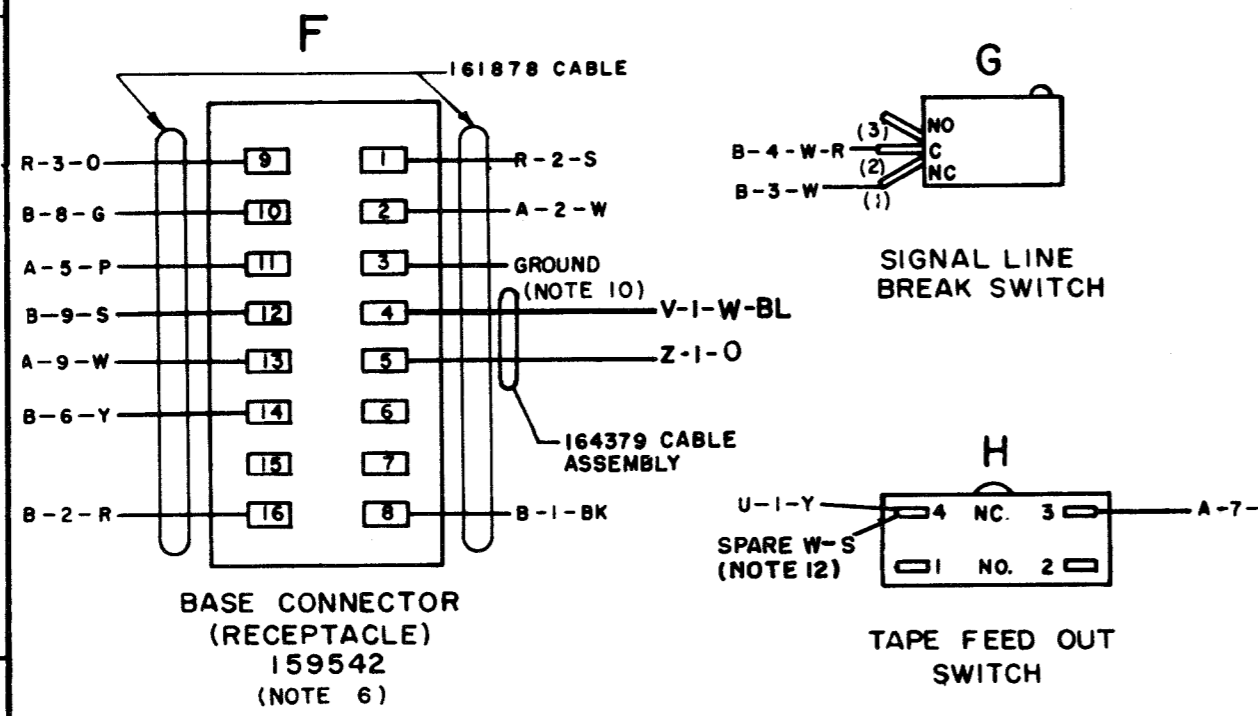 F
161878 CABLE
R-3-O 9 1 R-2-S
B-8-G 10 2 A-2-W
A-5-P 11 3 GROUND
(NOTE 10)
B-9-S 12 4 V-1-W-BL
A-9-W 13 5 Z-1-O
B-6-Y 14 6
15 7
B-2-R 16 8 B-1-BK
164379 CABLE
ASSEMBLY
BASE CONNECTOR
(RECEPTACLE)
159542
(NOTE 6)
G
(3) NO
B-4-W-R C
(2) NC
B-3-W
(1)
SIGNAL LINE
BREAK SWITCH
H
U-1-Y 4 NC. 3 A-7-
SPARE W-S
(NOTE 12)
1 NO. 2
TAPE FEED OUT
SWITCH